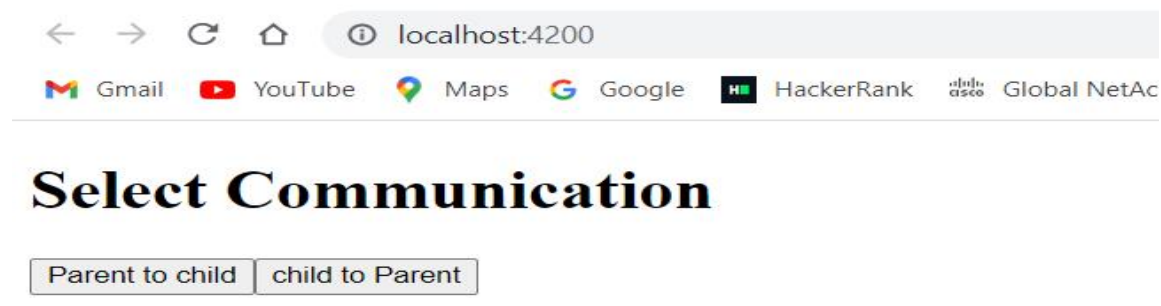 localhost:4200
Gmail YouTube Maps Google HackerRank Global NetAc
Select Communication
Parent to child child to Parent